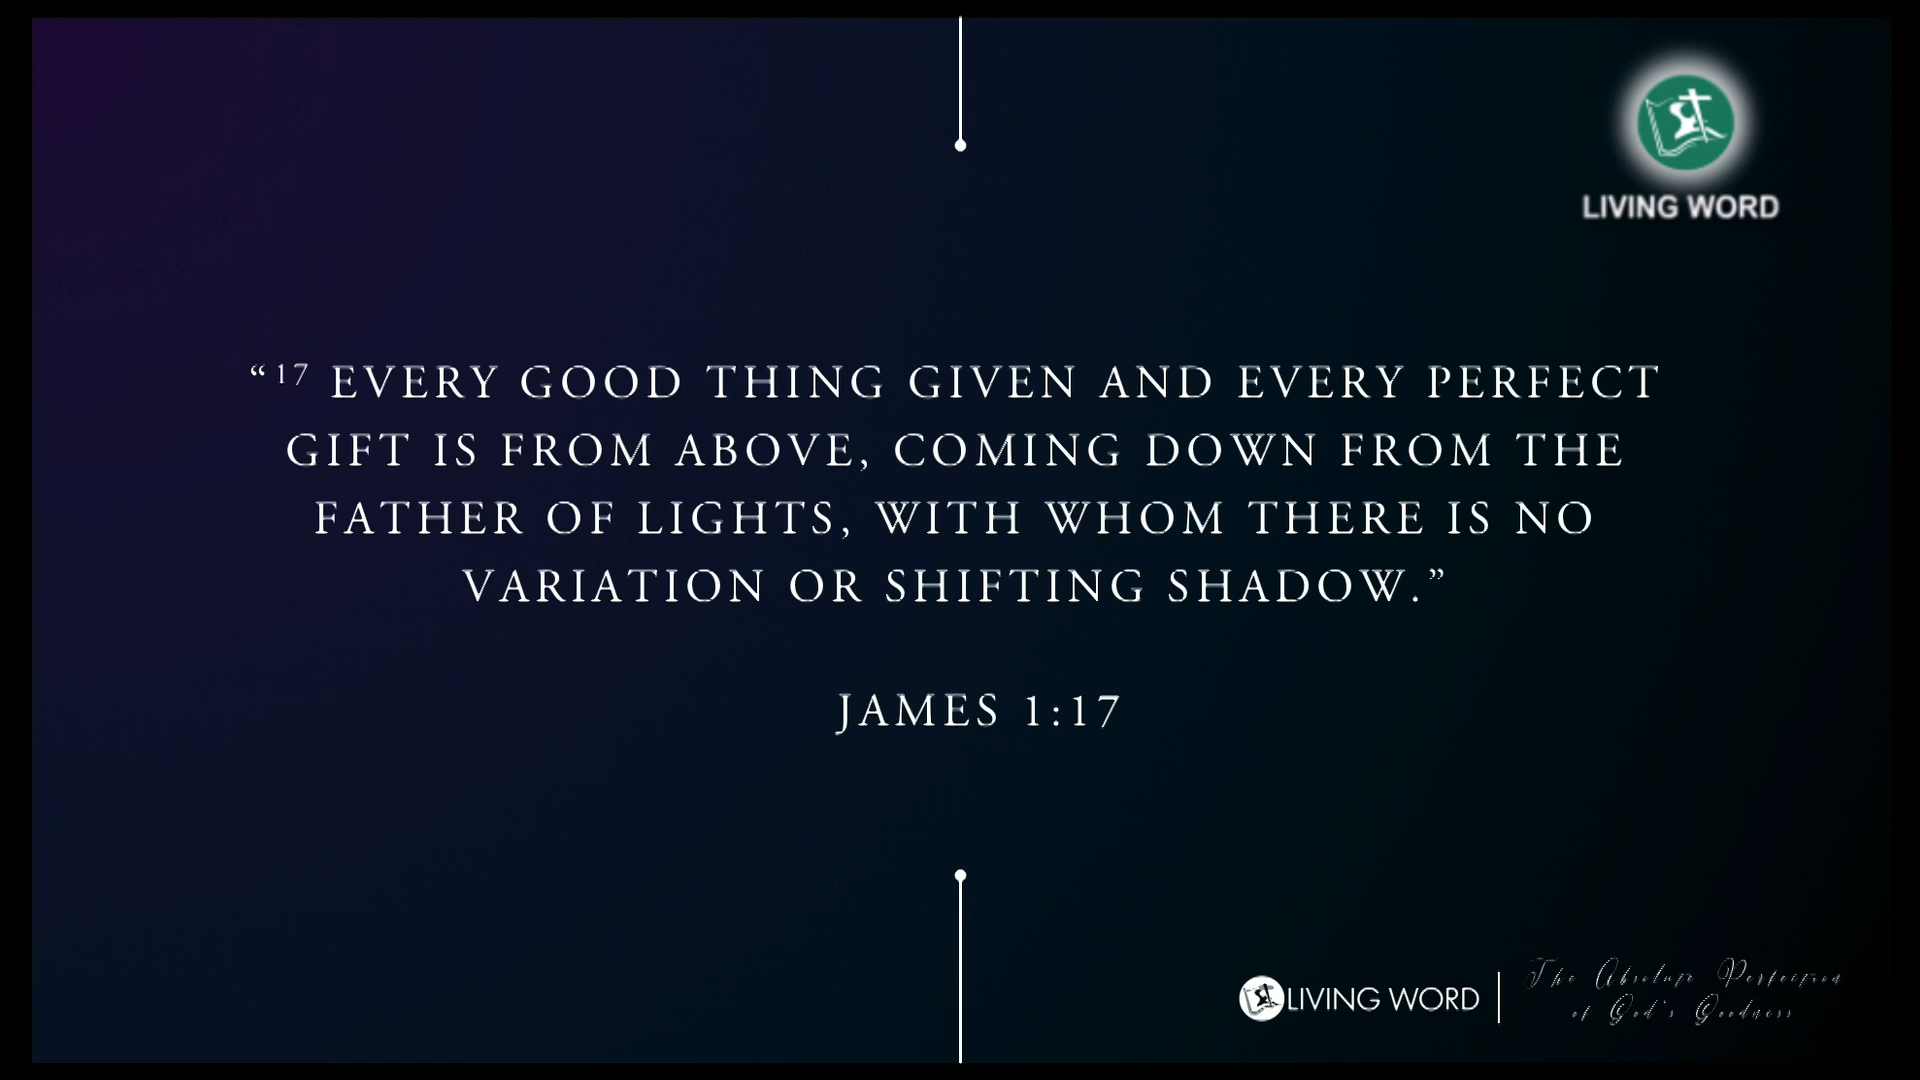 LIVING WORD
“17 EVERY GOOD THING GIVEN AND EVERY PERFECT
GIFT IS FROM ABOVE, COMING DOWN FROM THE
FATHER OF LIGHTS, WITH WHOM THERE IS NO
VARIATION OR SHIFTING SHADOW.”
JAMES 1:17
LIVING WORD
The Absolute Perfection
of God's Goodness